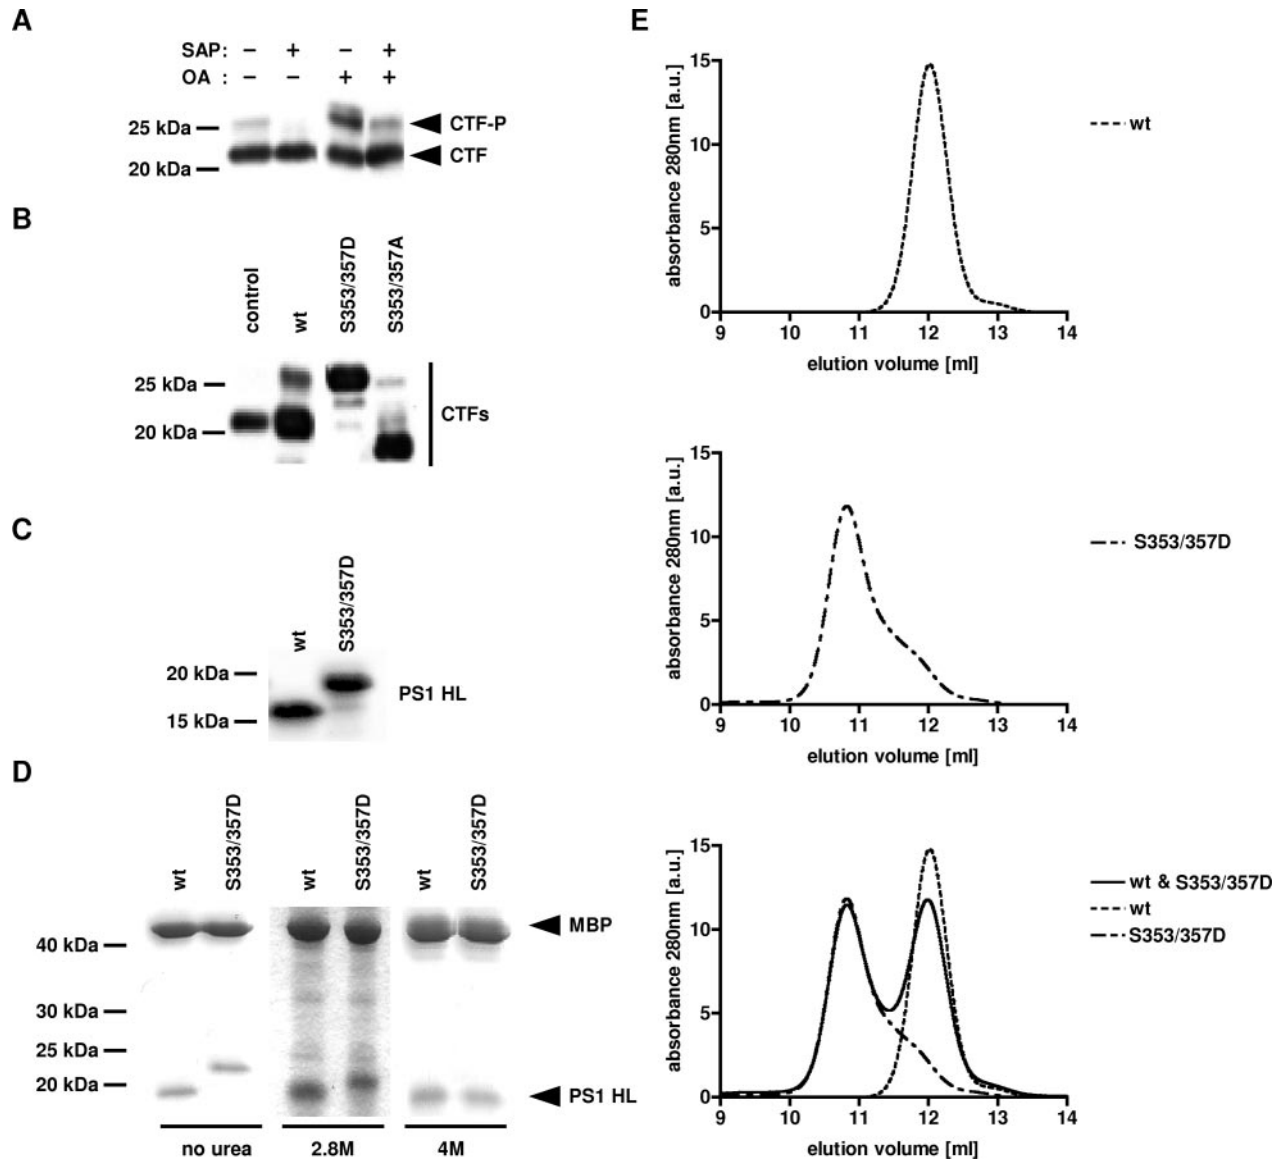 A
SAP: – + – +
OA : – – + +
25 kDa
CTF-P
20 kDa
CTF
B
control
wt
S353/357D
S353/357A
25 kDa
20 kDa
CTFs
C
wt
S353/357D
20 kDa
15 kDa
PS1 HL
D
wt
S353/357D
wt
S353/357D
wt
S353/357D
40 kDa
30 kDa
25 kDa
20 kDa
MBP
PS1 HL
no urea
2.8M
4M
E
absorbance 280nm [a.u.]
15
10
5
0
9 10 11 12 13 14
elution volume [ml]
wt
absorbance 280nm [a.u.]
15
10
5
0
9 10 11 12 13 14
elution volume [ml]
S353/357D
absorbance 280nm [a.u.]
15
10
5
0
9 10 11 12 13 14
elution volume [ml]
wt & S353/357D
wt
S353/357D